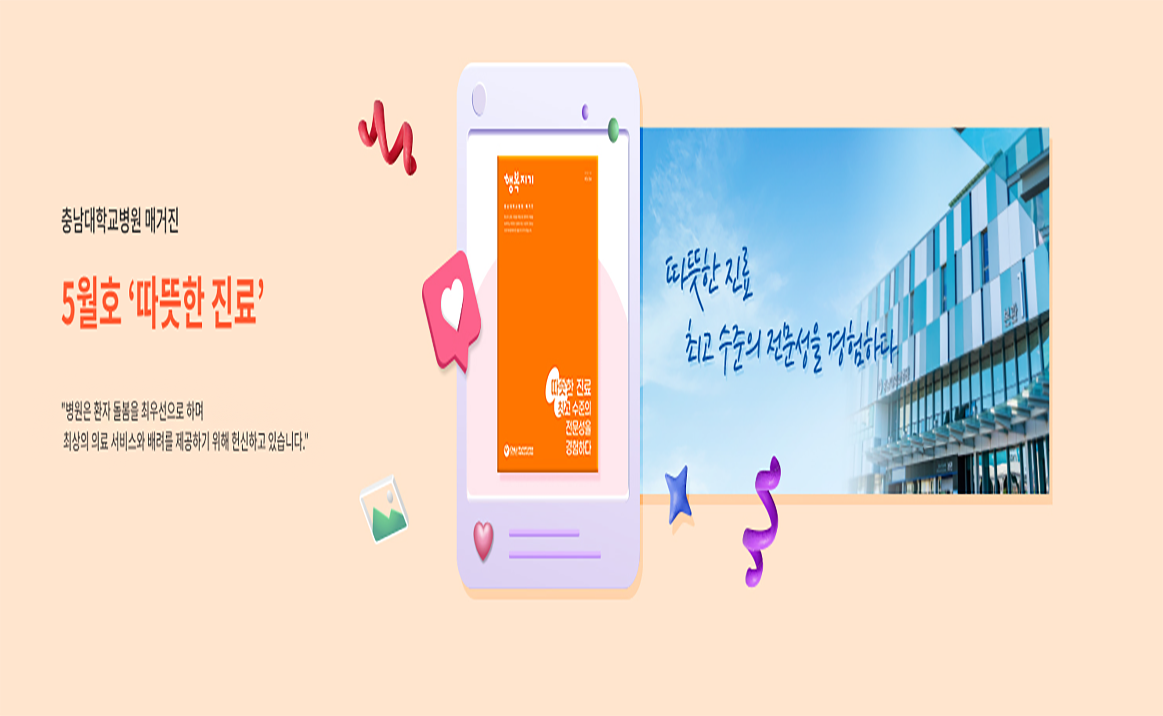 충남대학교병원 매거진
5월호 ‘따뜻한 진료’
"병원은 환자 돌봄을 최우선으로 하며
최상의 의료 서비스와 배려를 제공하기 위해 헌신하고 있습니다."
행복지기
따뜻한 진료
최고 수준의
전문성을
경험하다
따뜻한 진료
최고 수준의 전문성을 경험하다